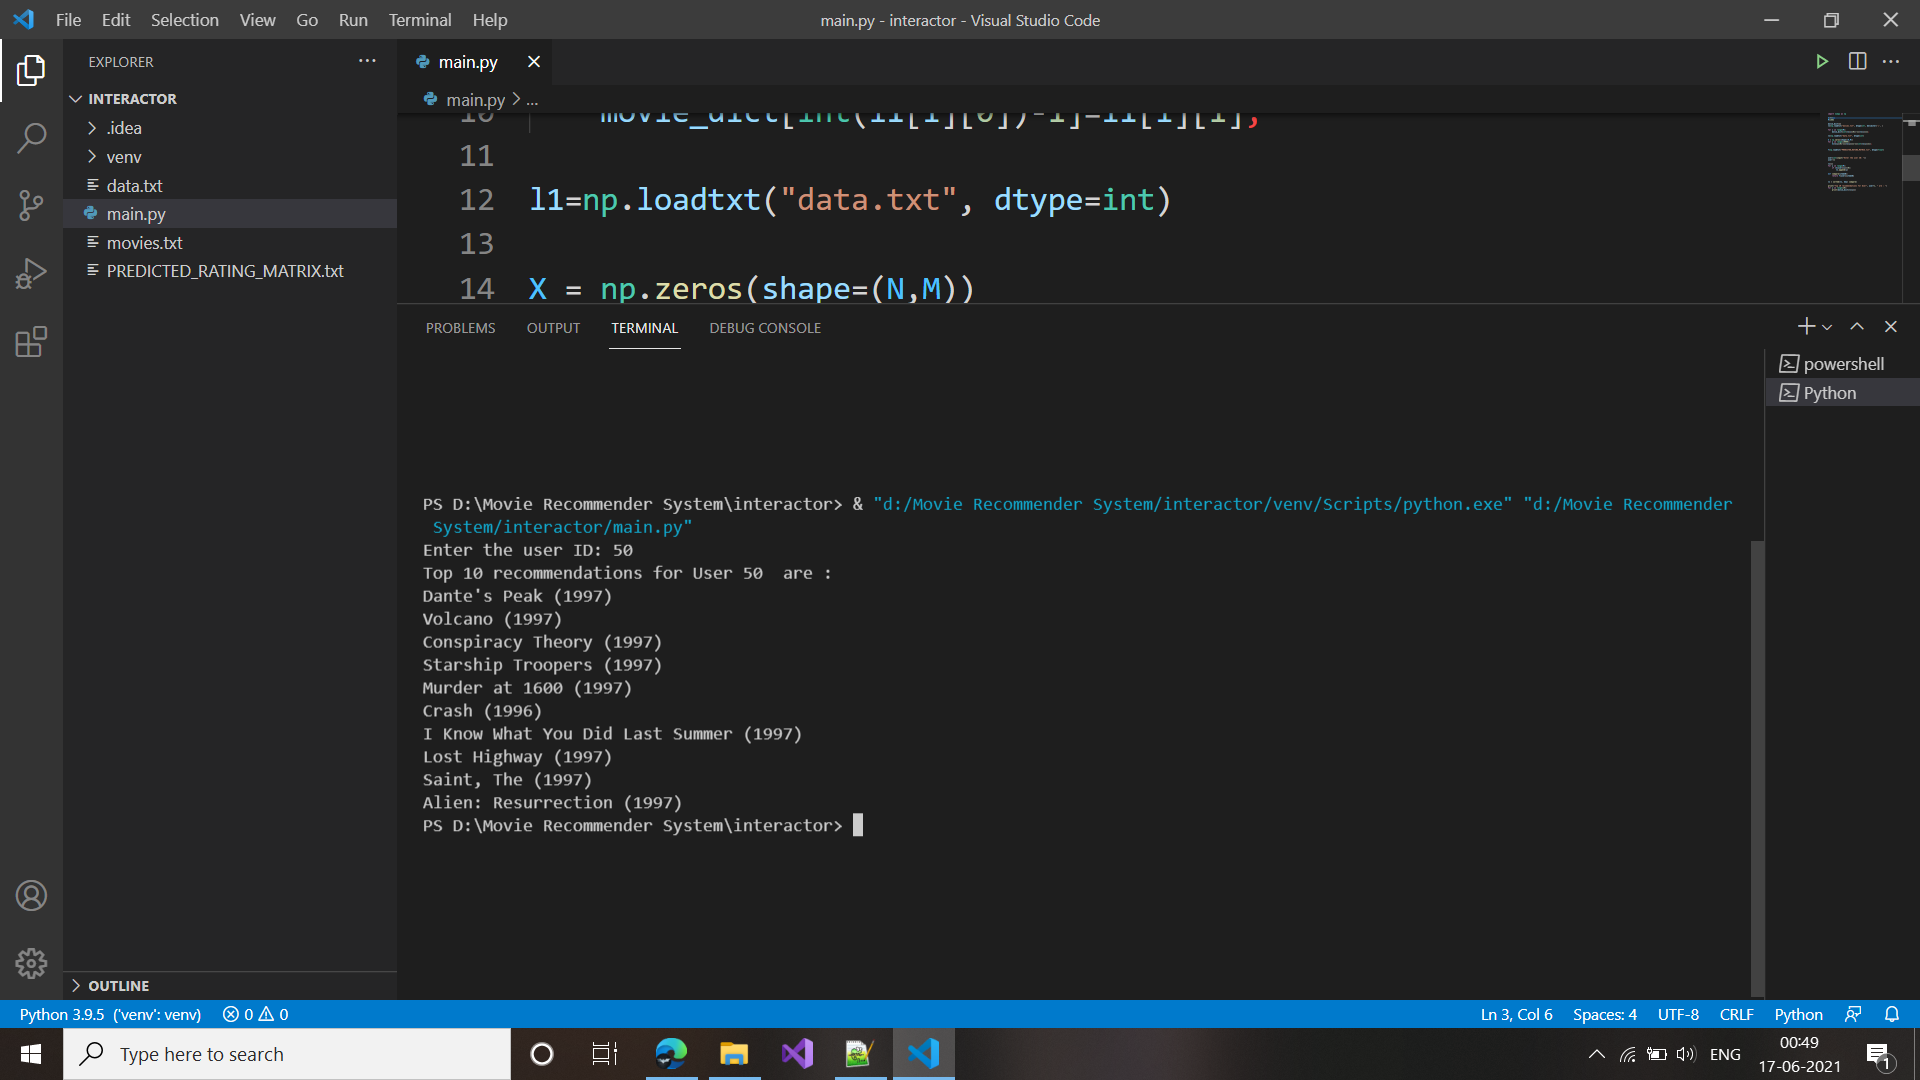 File Edit Selection View Go Run Terminal Help
main.py - interactor - Visual Studio Code
EXPLORER
INTERACTOR
.idea
venv
data.txt
main.py
movies.txt
PREDICTED_RATING_MATRIX.txt
OUTLINE
main.py
main.py > ...
10 movie_dict[int(l1[i][0])-1]=l1[i][1];
11
12 l1=np.loadtxt("data.txt", dtype=int)
13
14 X = np.zeros(shape=(N,M))
PROBLEMS OUTPUT TERMINAL DEBUG CONSOLE
powershell
Python
PS D:\Movie Recommender System\interactor> & "d:/Movie Recommender System/interactor/venv/Scripts/python.exe" "d:/Movie Recommender
System/interactor/main.py"
Enter the user ID: 50
Top 10 recommendations for User 50  are :
Dante's Peak (1997)
Volcano (1997)
Conspiracy Theory (1997)
Starship Troopers (1997)
Murder at 1600 (1997)
Crash (1996)
I Know What You Did Last Summer (1997)
Lost Highway (1997)
Saint, The (1997)
Alien: Resurrection (1997)
PS D:\Movie Recommender System\interactor>
Python 3.9.5 ('venv': venv) 0 0
Ln 3, Col 6 Spaces: 4 UTF-8 CRLF Python
Type here to search
ENG
00:49
17-06-2021
1